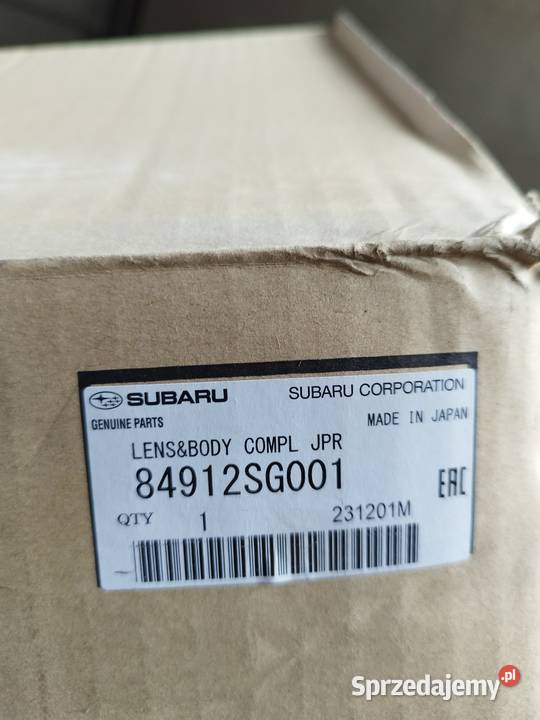 SUBARU
SUBARU CORPORATION
GENUINE PARTS
MADE IN JAPAN
LENS&BODY COMPL JPR
84912SG001
EAC
QTY 1 231201M
Sprzedajemy.pl